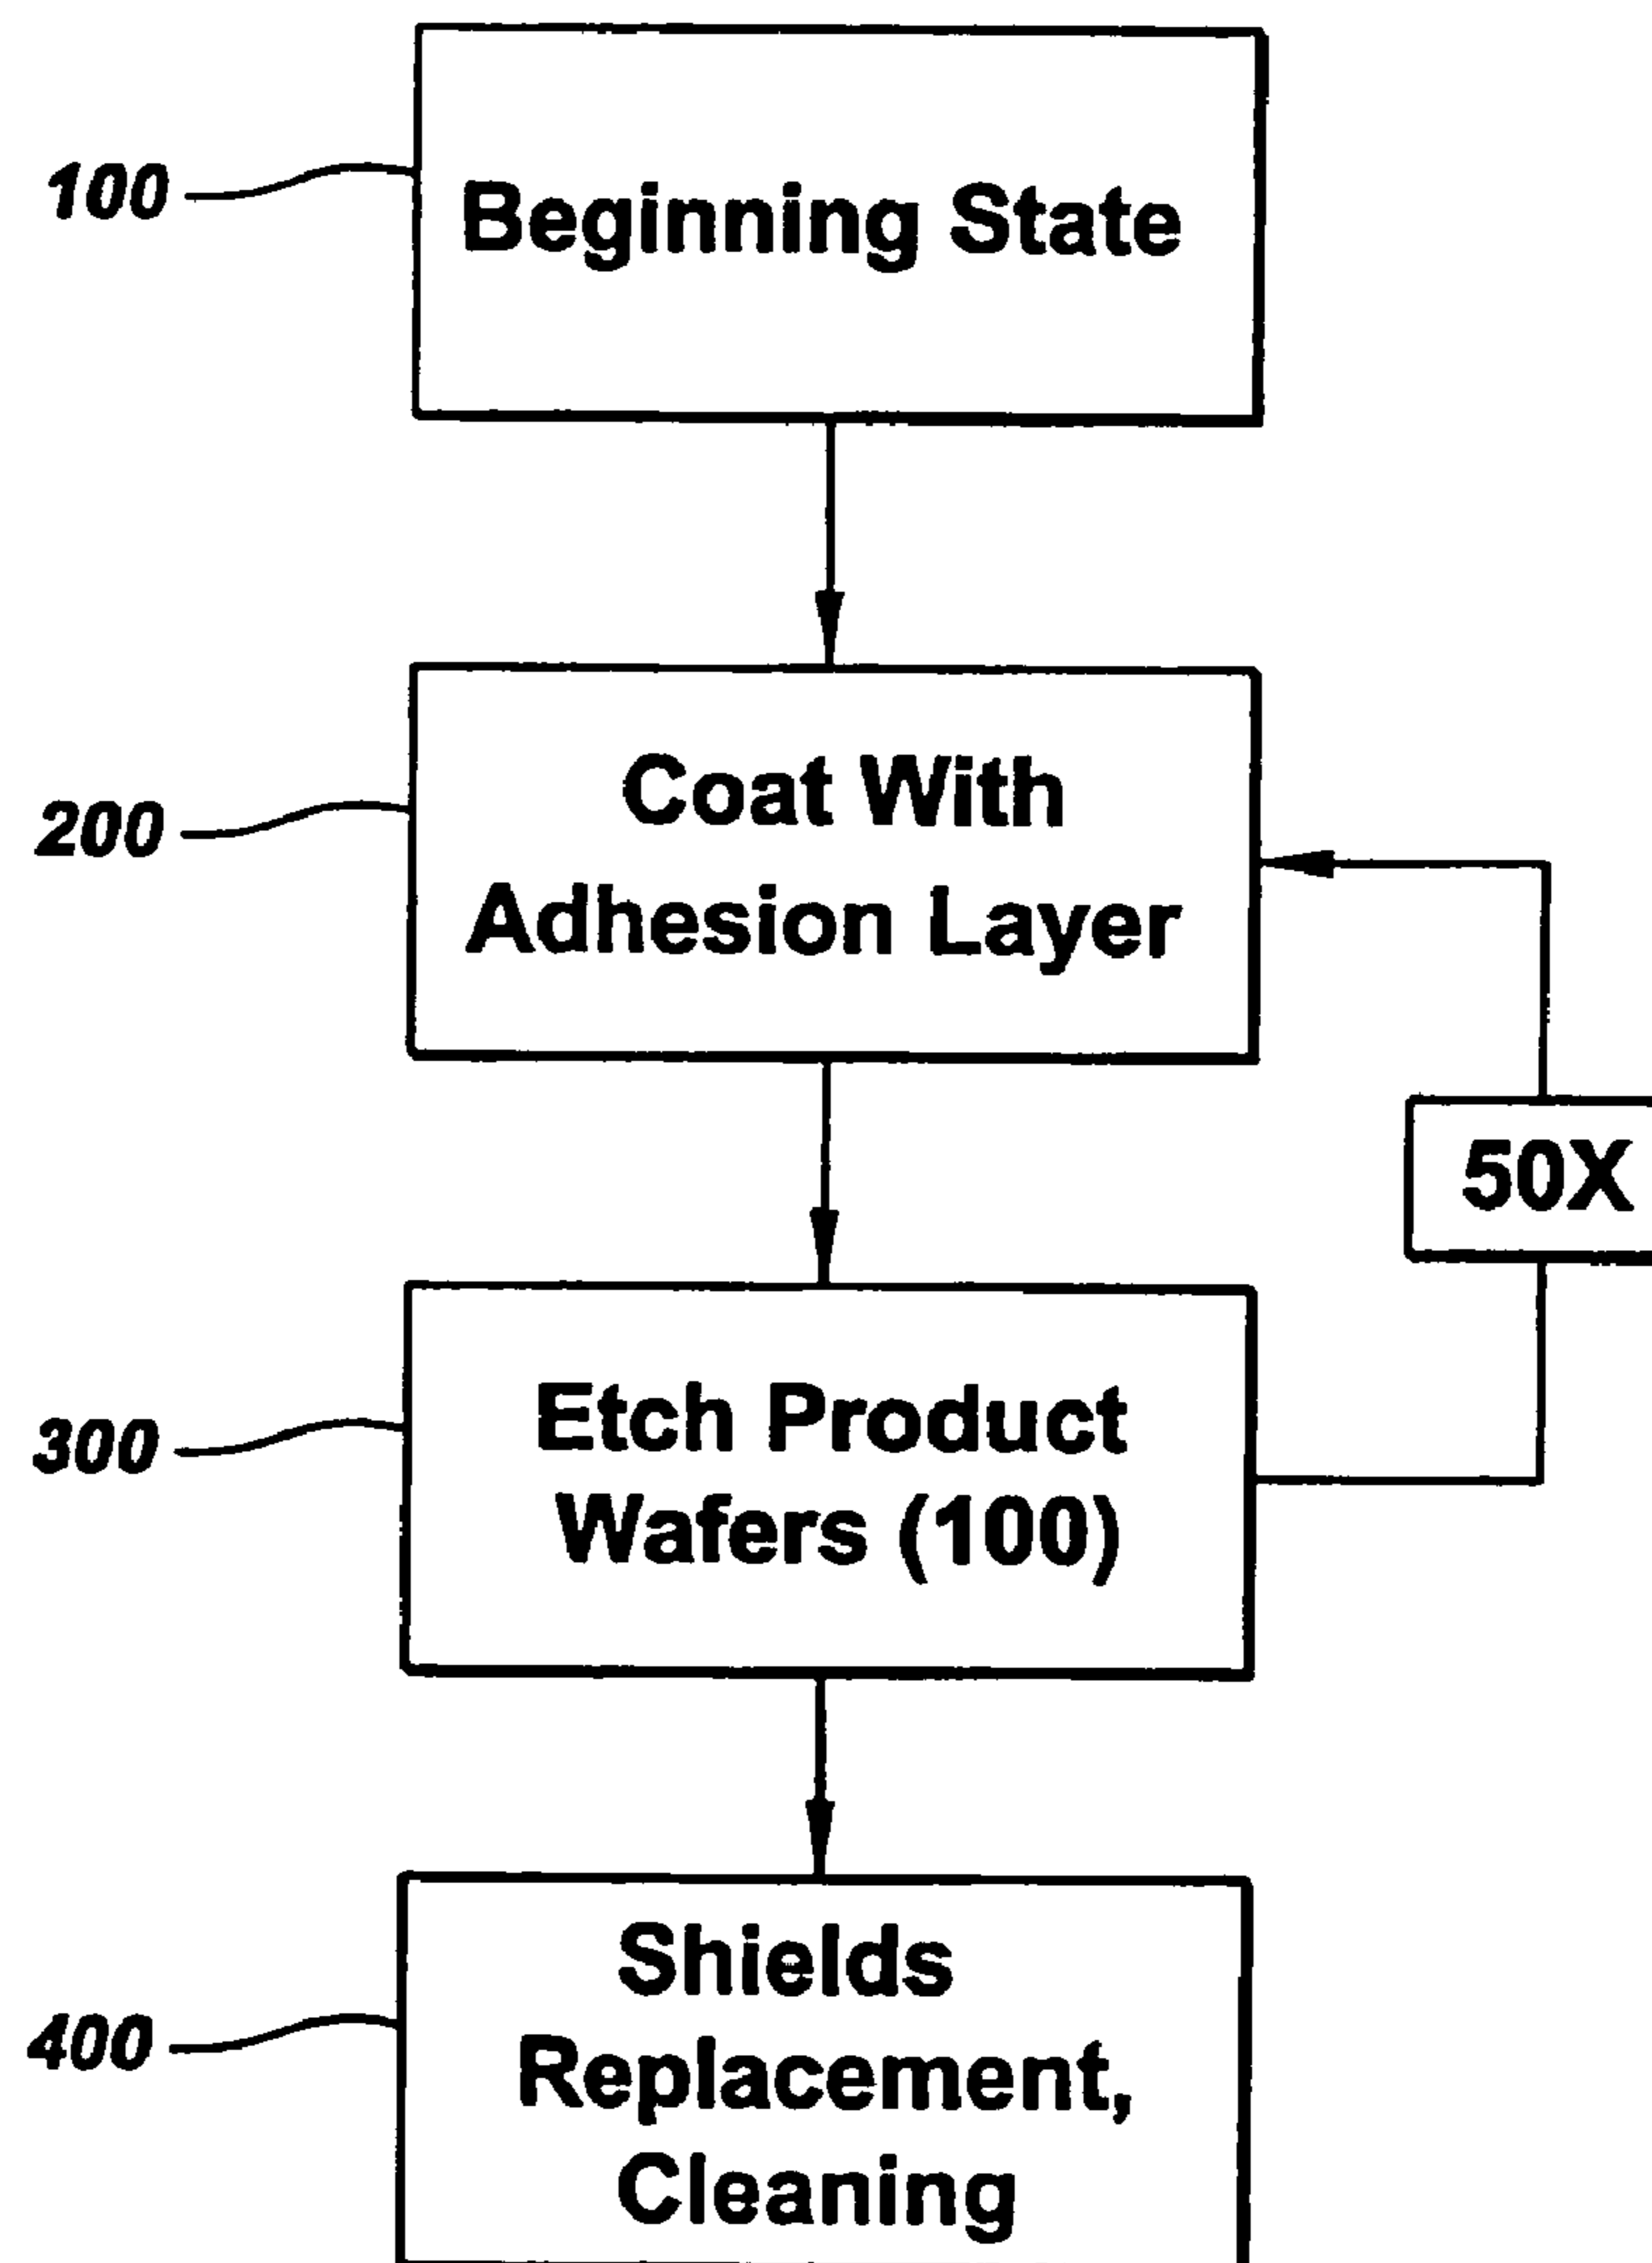 100
Beginning State
200
Coat With
Adhesion Layer
50X
300
Etch Product
Wafers (100)
400
Shields
Replacement,
Cleaning